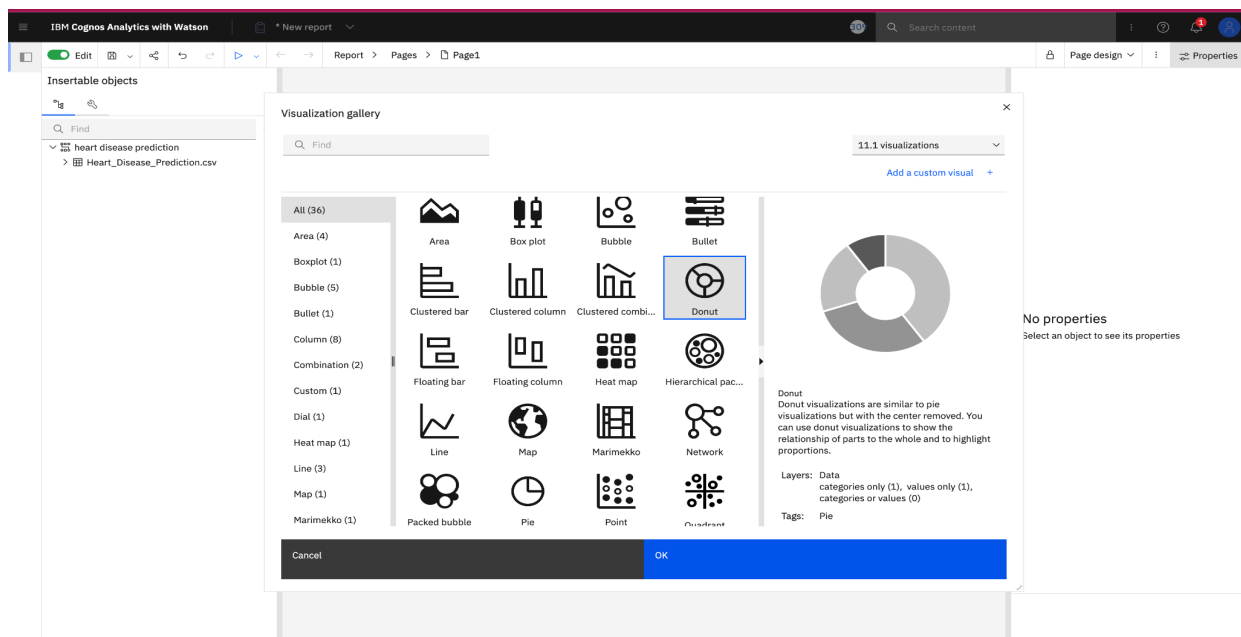 IBM Cognos Analytics with Watson
* New report
Search content
1
Edit
Report > Pages > Page1
Page design
Properties
Insertable objects
Find
heart disease prediction
Heart_Disease_Prediction.csv
Visualization gallery
Find
11.1 visualizations
Add a custom visual +
All (36)
Area (4)
Boxplot (1)
Bubble (5)
Bullet (1)
Column (8)
Combination (2)
Custom (1)
Dial (1)
Heat map (1)
Line (3)
Map (1)
Marimekko (1)
Area
Box plot
Bubble
Bullet
Clustered bar
Clustered column
Clustered combi...
Donut
Floating bar
Floating column
Heat map
Hierarchical pac...
Line
Map
Marimekko
Network
Packed bubble
Pie
Point
Quadrant
Donut
Donut visualizations are similar to pie
visualizations but with the center removed. You
can use donut visualizations to show the
relationship of parts to the whole and to highlight
proportions.
Layers: Data
categories only (1), values only (1),
categories or values (0)
Tags: Pie
Cancel
OK
No properties
Select an object to see its properties